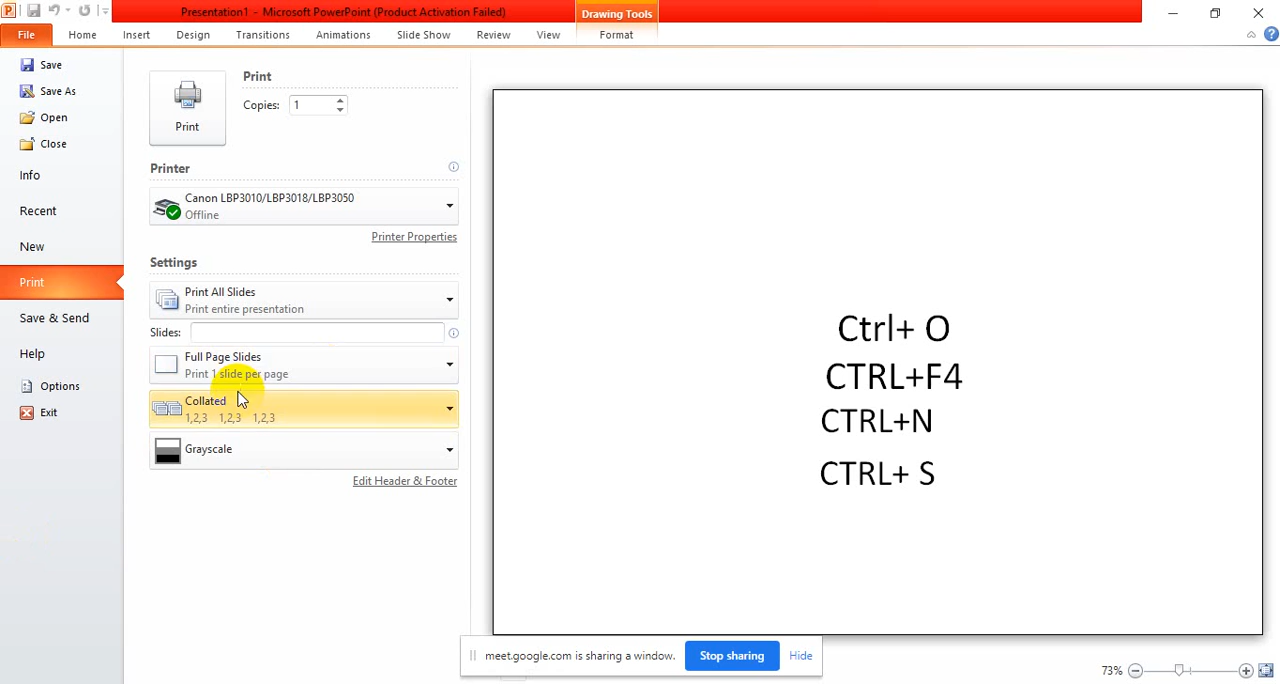 Presentation1 - Microsoft PowerPoint (Product Activation Failed)
Drawing Tools
File
Home
Insert
Design
Transitions
Animations
Slide Show
Review
View
Format
Save
Save As
Open
Close
Info
Recent
New
Print
Save & Send
Help
Options
Exit
Print
Print
Copies: 1
Printer
Canon LBP3010/LBP3018/LBP3050
Offline
Printer Properties
Settings
Print All Slides
Print entire presentation
Slides:
Full Page Slides
Print 1 slide per page
Collated
1,2,3 1,2,3 1,2,3
Grayscale
Edit Header & Footer
Ctrl+ O
CTRL+F4
CTRL+N
CTRL+ S
meet.google.com is sharing a window.
Stop sharing
Hide
73%